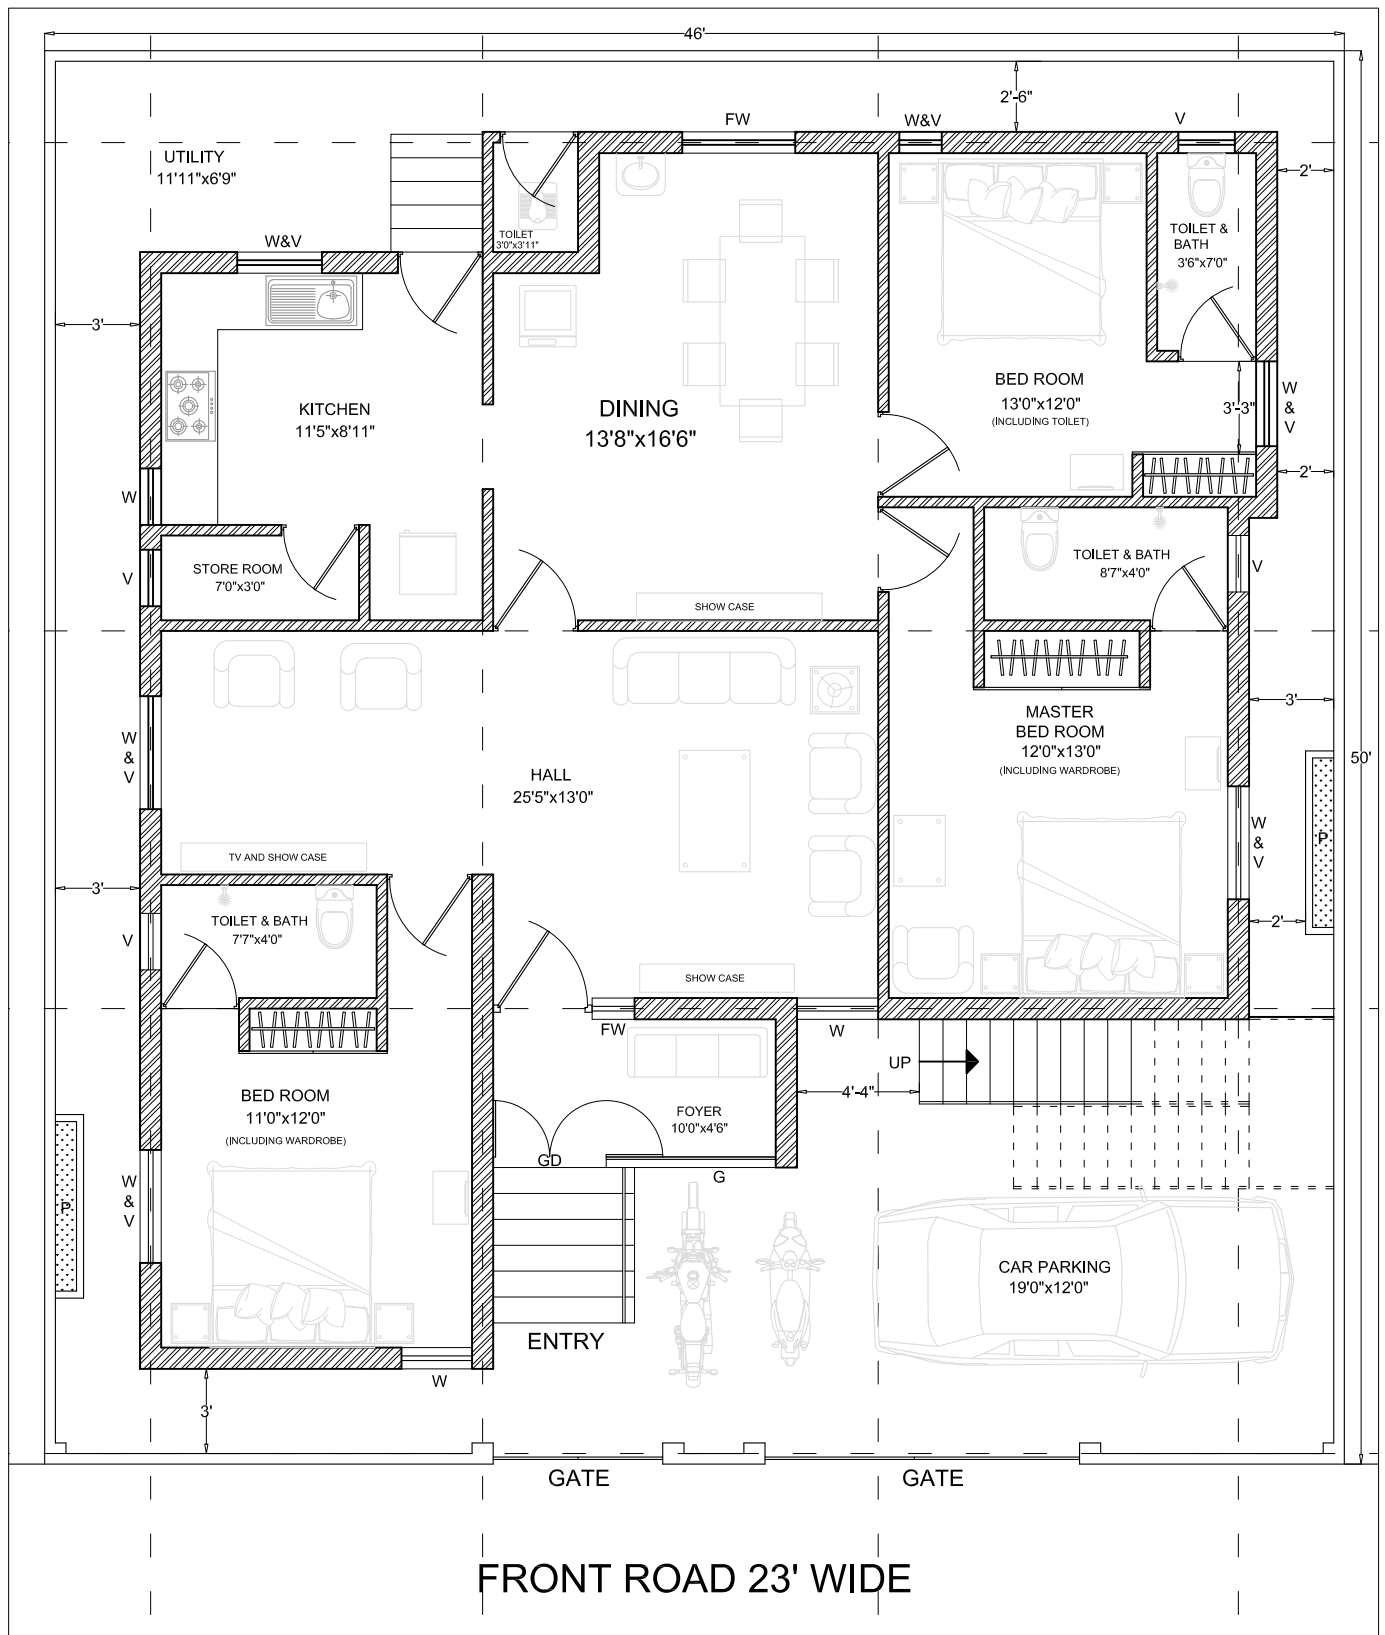 46'
2'-6"
FW
W&V
V
UTILITY
11'11"x6'9"
2'
W&V
TOILET
3'0"x3'11"
TOILET &
BATH
3'6"x7'0"
3'
BED ROOM
13'0"x12'0"
(INCLUDING TOILET)
3'-3"
W
&
V
KITCHEN
11'5"x8'11"
DINING
13'8"x16'6"
W
2'
STORE ROOM
7'0"x3'0"
V
TOILET & BATH
8'7"x4'0"
V
SHOW CASE
3'
MASTER
BED ROOM
12'0"x13'0"
(INCLUDING WARDROBE)
W
&
V
HALL
25'5"x13'0"
50'
W
&
V
P
TV AND SHOW CASE
3'
TOILET & BATH
7'7"x4'0"
V
2'
SHOW CASE
FW
W
UP
4'-4"
BED ROOM
11'0"x12'0"
(INCLUDING WARDROBE)
FOYER
10'0"x4'6"
GD
G
W
&
V
P
CAR PARKING
19'0"x12'0"
ENTRY
W
3'
GATE
GATE
FRONT ROAD 23' WIDE